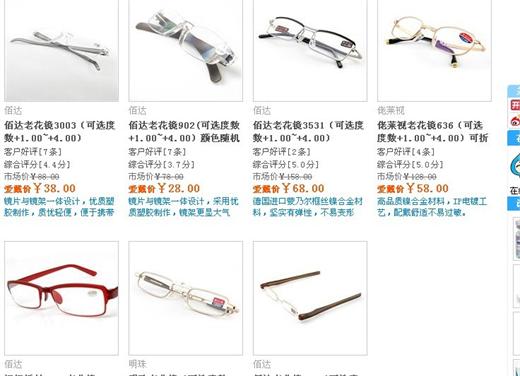 佰达
佰达老花镜3003（可选度
数+1.00~+4.00）
客户好评[7条]
综合评分[4.4分]
市场价￥88.00
爱戴价￥38.00
镜片与镜架一体设计，优质塑
胶制作，质优轻便，便于携带
佰达
佰达老花镜902(可选度数
+1.00~+4.00）颜色随机
客户好评[7条]
综合评分[3.7分]
市场价￥78.00
爱戴价￥28.00
镜片与镜架一体设计，采用优
质塑胶制作，镜架更显大气
佰达
佰达老花镜3531（可选度
数+1.00~+4.00）
客户好评[2条]
综合评分[5分]
市场价￥158.00
爱戴价￥68.00
德国进口蒙乃尔框丝镍合金材
料，坚实有弹性，不易变形
佬莱视
佬莱视老花镜636（可选
度数+1.00~+4.00）可折
客户好评[4条]
综合评分[5分]
市场价￥128.00
爱戴价￥58.00
高品质镍合金材料，IP电镀工
艺，配戴舒适不易过敏。
佰达
明珠
佰达
开
在